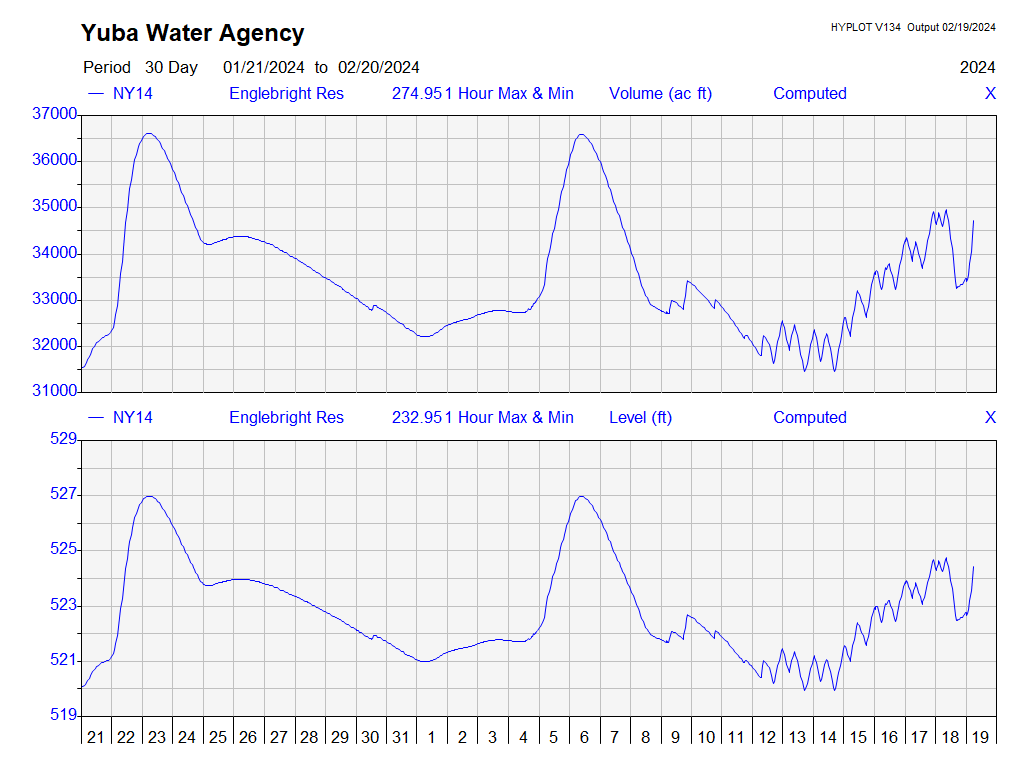 Yuba Water Agency
HYPLOT V134 Output 02/19/2024
Period 30 Day 01/21/2024 to 02/20/2024
2024
NY14 Englebright Res 274.951 Hour Max & Min Volume (ac ft) Computed X
37000
36000
35000
34000
33000
32000
31000
NY14 Englebright Res 232.951 Hour Max & Min Level (ft) Computed X
529
527
525
523
521
519
21 22 23 24 25 26 27 28 29 30 31 1 2 3 4 5 6 7 8 9 10 11 12 13 14 15 16 17 18 19